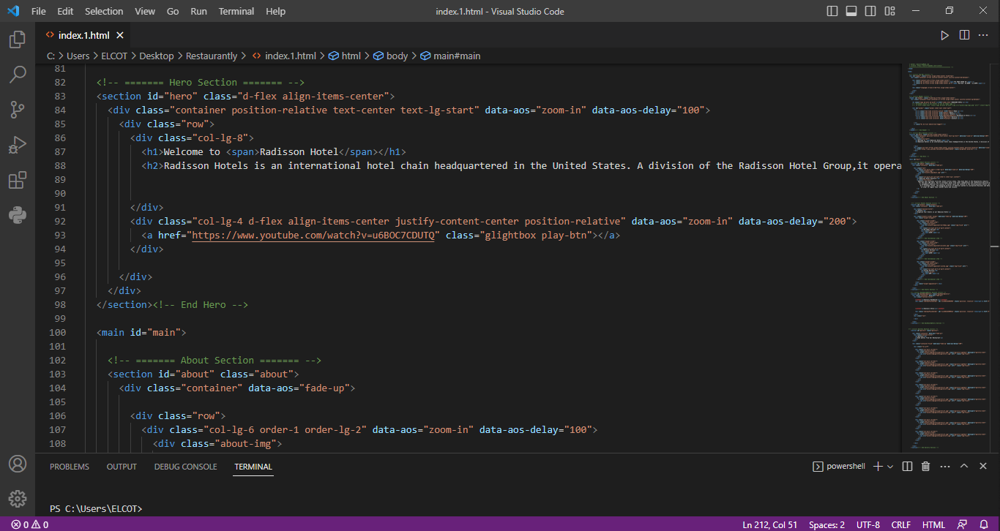 File Edit Selection View Go Run Terminal Help index.1.html - Visual Studio Code
index.1.html
C: > Users > ELCOT > Desktop > Restaurantly > index.1.html > html > body > main#main
81
82 <!-- ======= Hero Section ======= -->
83 <section id="hero" class="d-flex align-items-center">
84 <div class="container position-relative text-center text-lg-start" data-aos="zoom-in" data-aos-delay="100">
85 <div class="row">
86 <div class="col-lg-8">
87 <h1>Welcome to <span>Radisson Hotel</span></h1>
88 <h2>Radisson Hotels is an international hotel chain headquartered in the United States. A division of the Radisson Hotel Group,it opera
89
90
91 </div>
92 <div class="col-lg-4 d-flex align-items-center justify-content-center position-relative" data-aos="zoom-in" data-aos-delay="200">
93 <a href="https://www.youtube.com/watch?v=u6BOC7CDUTQ" class="glightbox play-btn"></a>
94 </div>
95
96 </div>
97 </div>
98 </section><!-- End Hero -->
99
100 <main id="main">
101
102 <!-- ======= About Section ======= -->
103 <section id="about" class="about">
104 <div class="container" data-aos="fade-up">
105
106 <div class="row">
107 <div class="col-lg-6 order-1 order-lg-2" data-aos="zoom-in" data-aos-delay="100">
108 <div class="about-img">
PROBLEMS OUTPUT DEBUG CONSOLE TERMINAL powershell
PS C:\Users\ELCOT>
0 0 Ln 212, Col 51 Spaces: 2 UTF-8 CRLF HTML